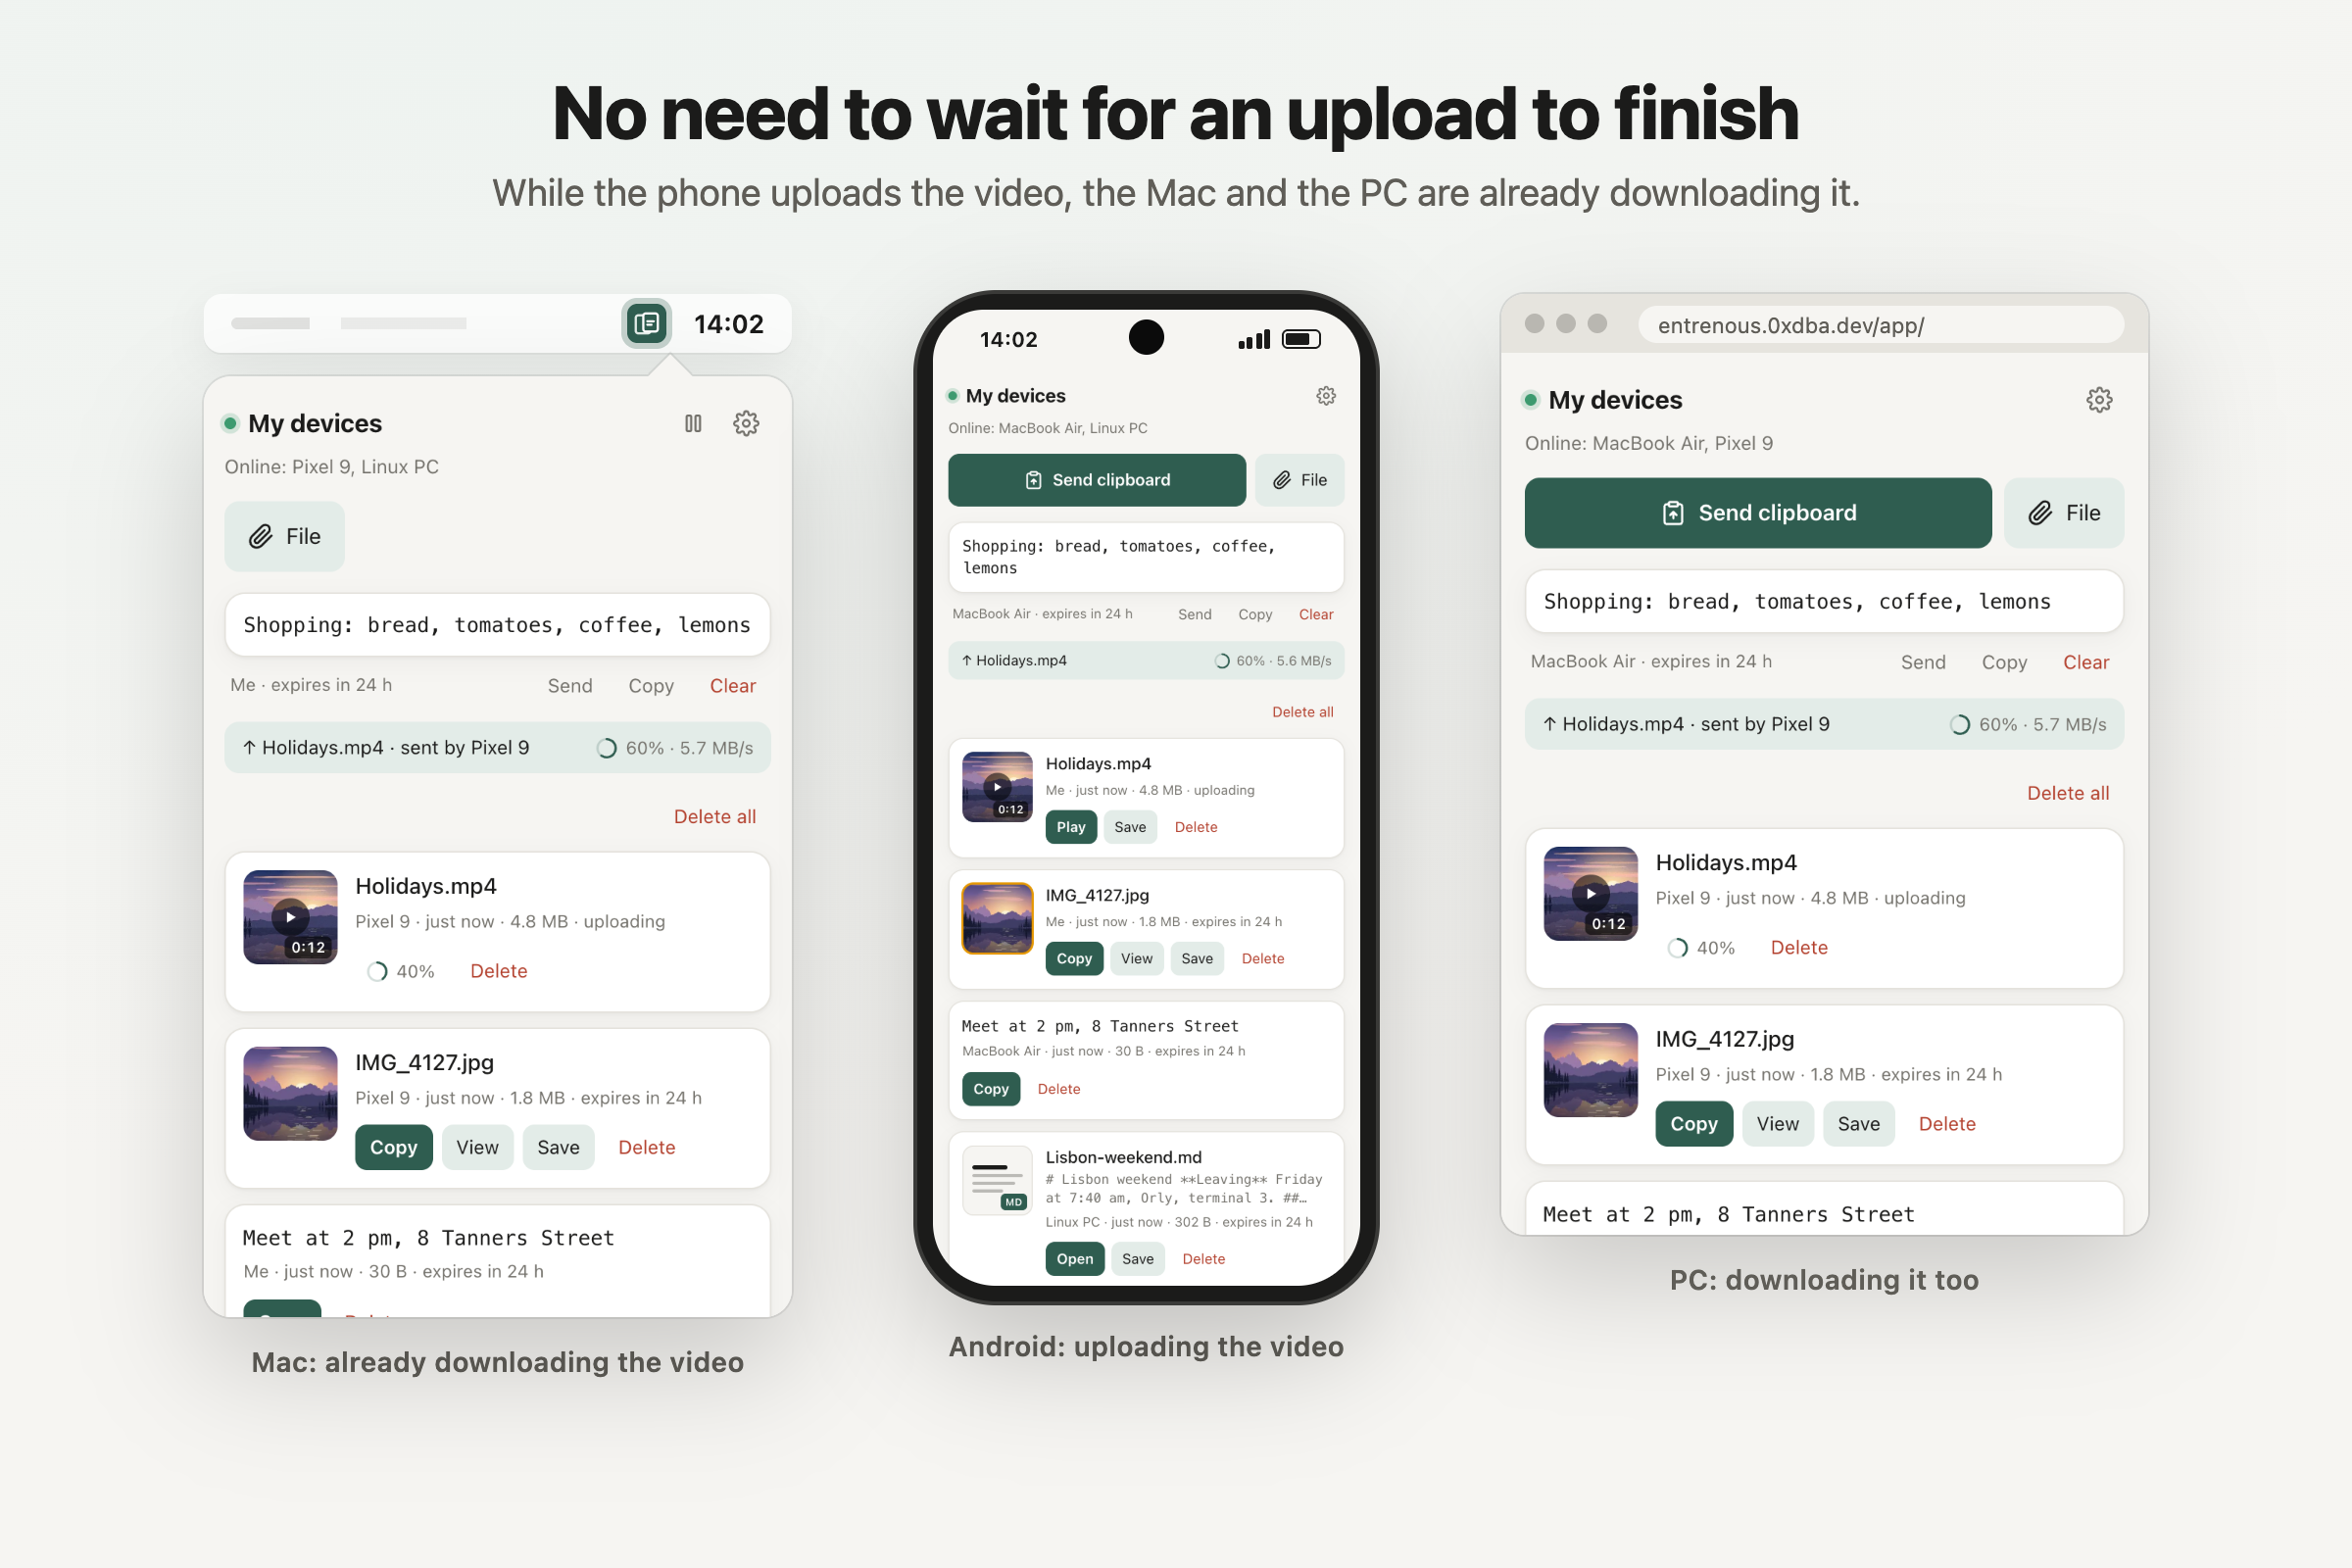 No need to wait for an upload to finish
While the phone uploads the video, the Mac and the PC are already downloading it.
14:02
My devices
Online: Pixel 9, Linux PC
File
Shopping: bread, tomatoes, coffee, lemons
Me · expires in 24 h Send Copy Clear
↑ Holidays.mp4 · sent by Pixel 9 60% · 5.7 MB/s
Delete all
Holidays.mp4
Pixel 9 · just now · 4.8 MB · uploading
0:12
40% Delete
IMG_4127.jpg
Pixel 9 · just now · 1.8 MB · expires in 24 h
Copy View Save Delete
Meet at 2 pm, 8 Tanners Street
Me · just now · 30 B · expires in 24 h
Mac: already downloading the video
14:02
My devices
Online: MacBook Air, Linux PC
Send clipboard File
Shopping: bread, tomatoes, coffee,
lemons
MacBook Air · expires in 24 h Send Copy Clear
↑ Holidays.mp4 60% · 5.6 MB/s
Delete all
Holidays.mp4
Me · just now · 4.8 MB · uploading
0:12
Play Save Delete
IMG_4127.jpg
Me · just now · 1.8 MB · expires in 24 h
Copy View Save Delete
Meet at 2 pm, 8 Tanners Street
MacBook Air · just now · 30 B · expires in 24 h
Copy Delete
Lisbon-weekend.md
# Lisbon weekend **Leaving** Friday
at 7:40 am, Orly, terminal 3. ##…
MD
Linux PC · just now · 302 B · expires in 24 h
Open Save Delete
Android: uploading the video
entrenous.0xdba.dev/app/
My devices
Online: MacBook Air, Pixel 9
Send clipboard File
Shopping: bread, tomatoes, coffee, lemons
MacBook Air · expires in 24 h Send Copy Clear
↑ Holidays.mp4 · sent by Pixel 9 60% · 5.7 MB/s
Delete all
Holidays.mp4
Pixel 9 · just now · 4.8 MB · uploading
0:12
40% Delete
IMG_4127.jpg
Pixel 9 · just now · 1.8 MB · expires in 24 h
Copy View Save Delete
Meet at 2 pm, 8 Tanners Street
PC: downloading it too